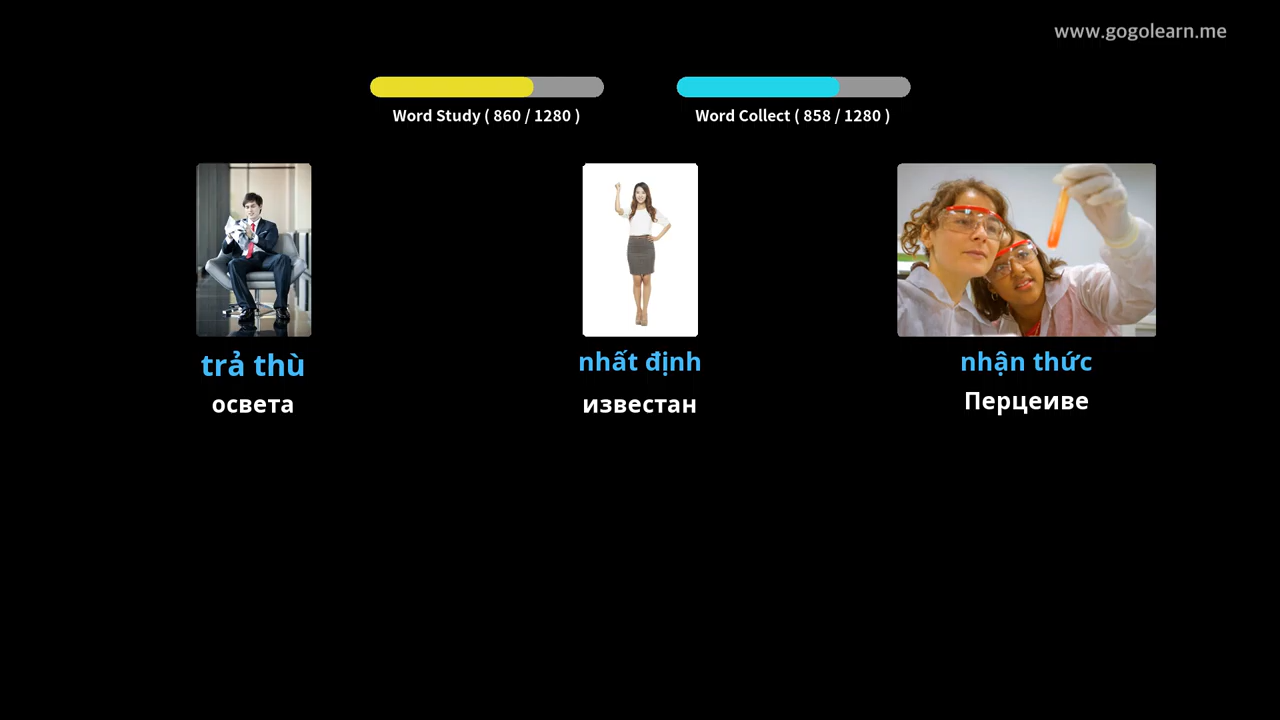 www.gogolearn.me
Word Study ( 860 / 1280 )
Word Collect ( 858 / 1280 )
trả thù
освета
nhất định
известан
nhận thức
Перцеиве